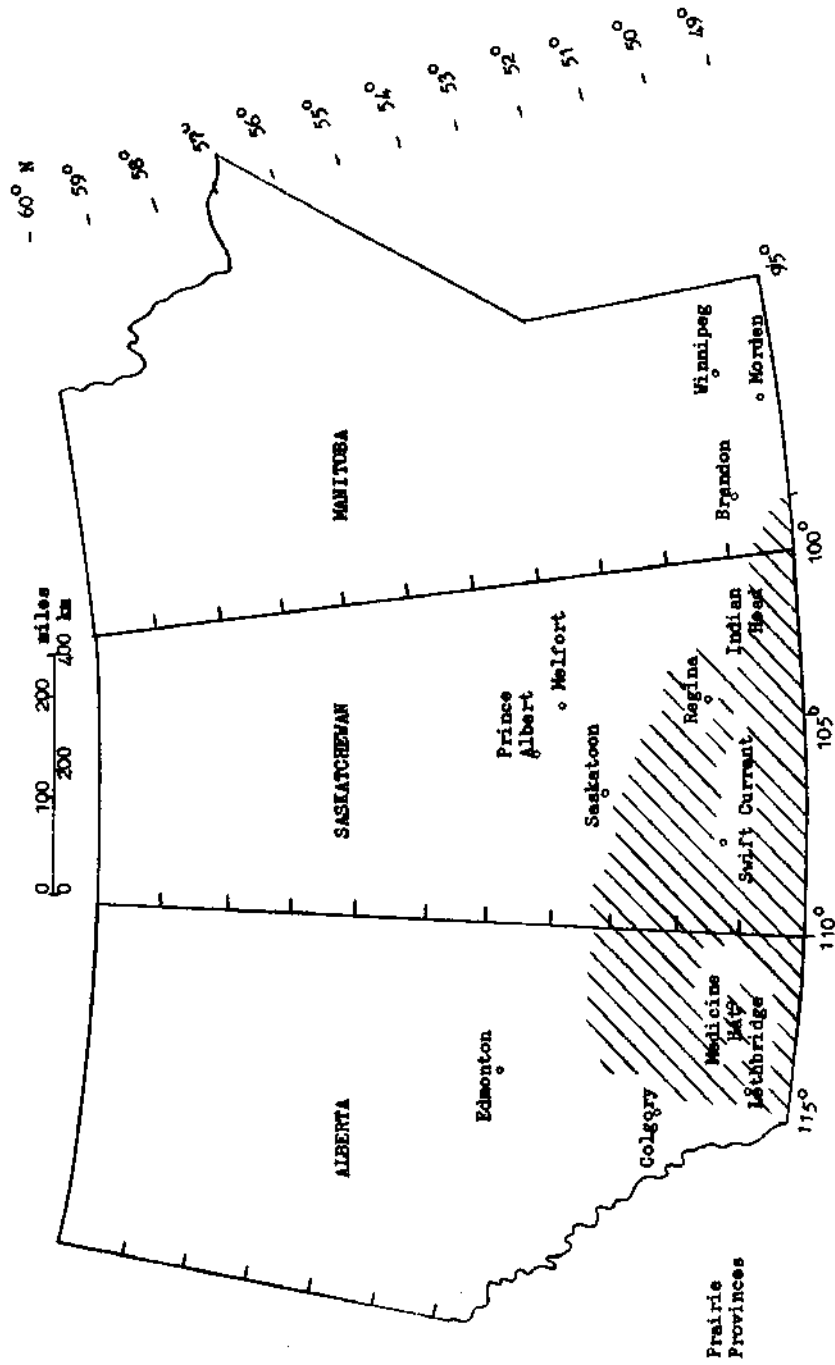 - 60° N
- 59°
- 58°
57°
- 56°
- 55°
- 54°
- 53°
- 52°
- 51°
- 50°
- 49°
0 100 200 miles
0 200 400 km
ALBERTA
SASKATCHEWAN
MANITOBA
Edmonton
Prince
Albert
Melfort
Saskatoon
Colgory
Medicine
Hat
Lethbridge
Swift Current
Regina
Indian
Head
Brandon
Winnipeg
Morden
115°
110°
105°
100°
95°
Prairie
Provinces